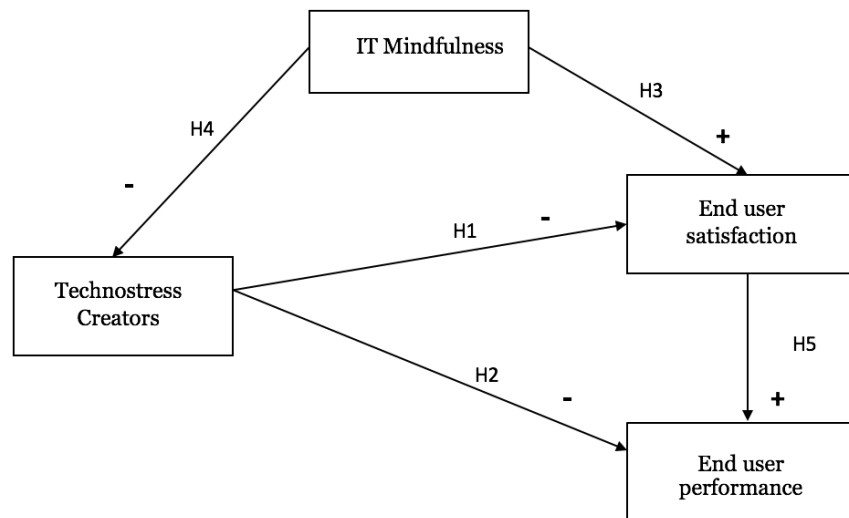 IT Mindfulness
H3
H4
+
-
End user
satisfaction
-
H1
Technostress
Creators
H5
H2
-
+
End user
performance